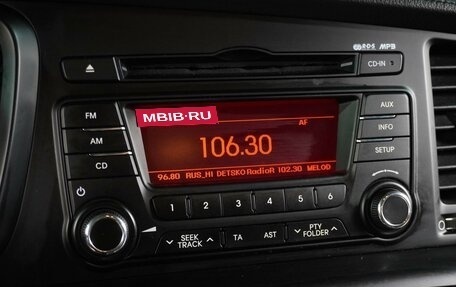 RDS MP3
CD-IN
FM
AM
CD
MBIB·RU
AF
106.30
96.80 RUS_HI DETSKO RadioR 102.30 MELOD
AUX
INFO
SETUP
1 2 3 4 5 6
SEEK TRACK
TA
AST
PTY FOLDER